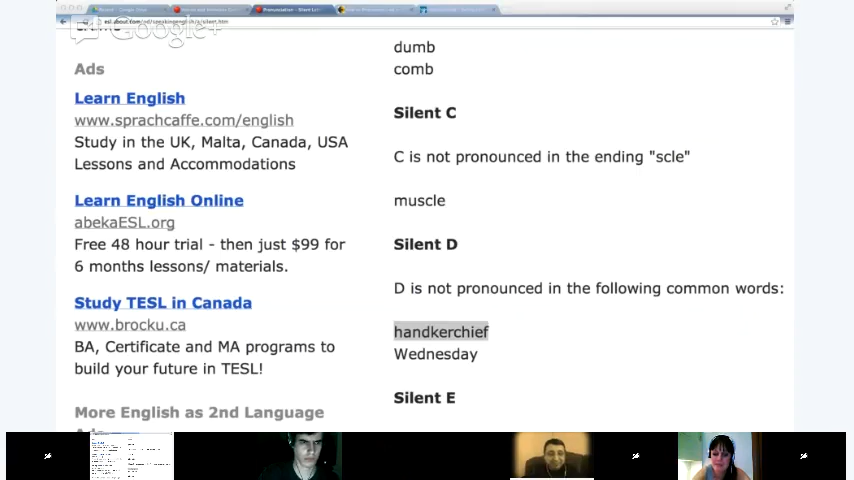 Google+
Ads
Learn English
www.sprachcaffe.com/english
Study in the UK, Malta, Canada, USA
Lessons and Accommodations
Learn English Online
abekaESL.org
Free 48 hour trial - then just $99 for
6 months lessons/ materials.
Study TESL in Canada
www.brocku.ca
BA, Certificate and MA programs to
build your future in TESL!
More English as 2nd Language
dumb
comb
Silent C
C is not pronounced in the ending "scle"
muscle
Silent D
D is not pronounced in the following common words:
handkerchief
Wednesday
Silent E